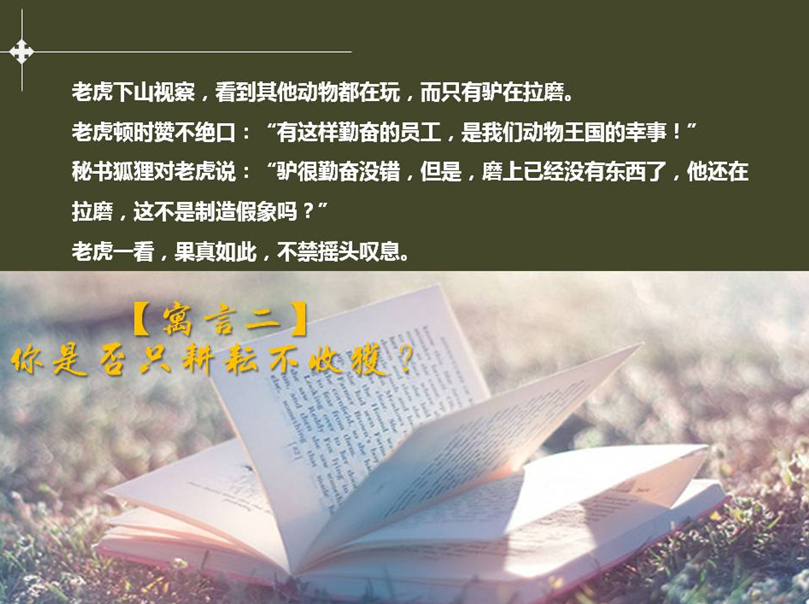 老虎下山视察，看到其他动物都在玩，而只有驴在拉磨。
老虎顿时赞不绝口：“有这样勤奋的员工，是我们动物王国的幸事！”
秘书狐狸对老虎说：“驴很勤奋没错，但是，磨上已经没有东西了，他还在
拉磨，这不是制造假象吗？”
老虎一看，果真如此，不禁摇头叹息。
【寓言二】
你是否只耕耘不收獲？